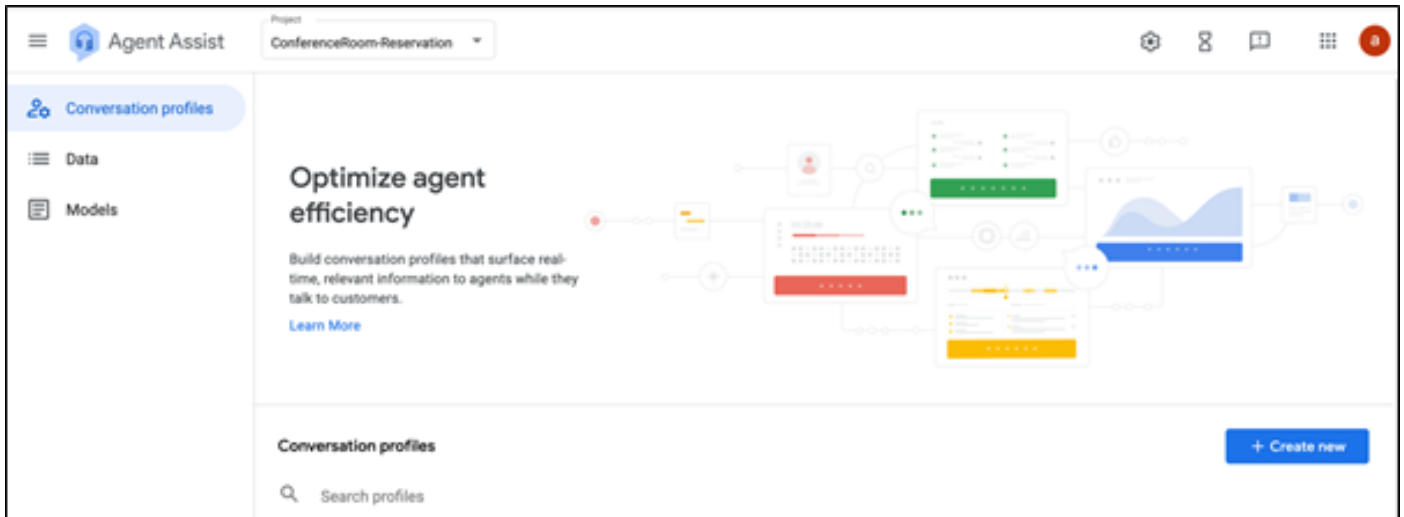 Project
Agent Assist
ConferenceRoom-Reservation
a
Conversation profiles
Data
Models
Optimize agent
efficiency
Build conversation profiles that surface real-
time, relevant information to agents while they
talk to customers.
Learn More
Conversation profiles
+ Create new
Search profiles